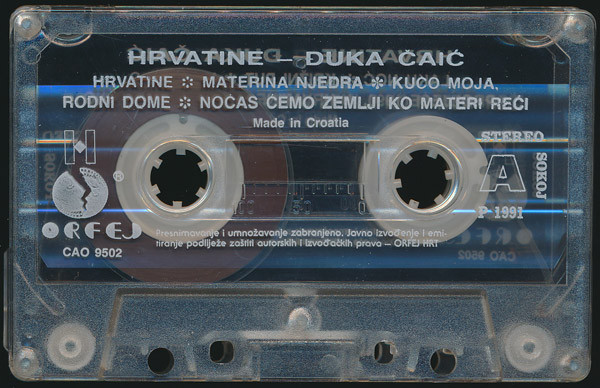 HRVATINE – ĐUKA ČAIĆ
HRVATINE ✻ MATERINA NJEDRA ✻ KUĆO MOJA,
RODNI DOME ✻ NOĆAS ĆEMO ZEMLJI KO MATERI REĆI
Made in Croatia
STEREO
SOKOJ
A
P-1991
®
ORFEJ
CAO 9502
Presnimavanje i umnožavanje zabranjeno. Javno izvođenje i emi-
tiranje podliježe zaštiti autorskih i izvođačkih prava – ORFEJ HRT